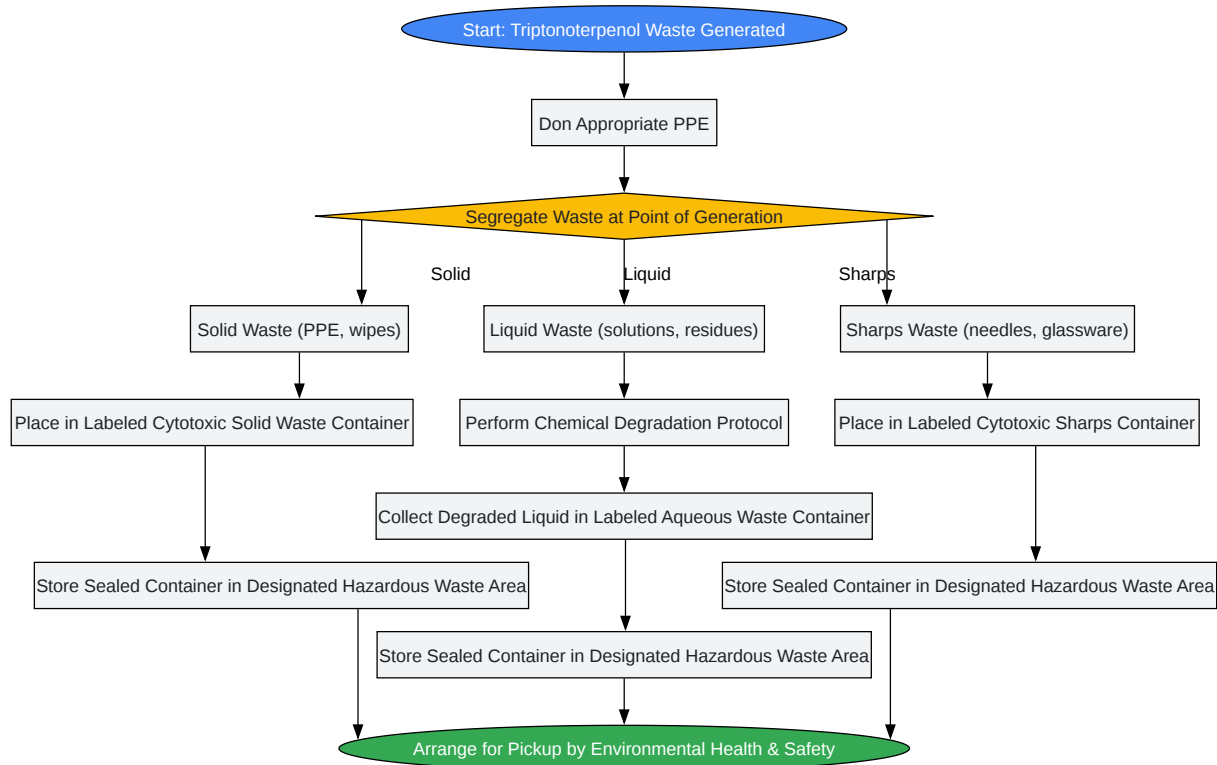 Start: Triptonoterpenol Waste Generated
Don Appropriate PPE
Segregate Waste at Point of Generation
Solid
Liquid
Sharps
Solid Waste (PPE, wipes)
Liquid Waste (solutions, residues)
Sharps Waste (needles, glassware)
Place in Labeled Cytotoxic Solid Waste Container
Perform Chemical Degradation Protocol
Place in Labeled Cytotoxic Sharps Container
Collect Degraded Liquid in Labeled Aqueous Waste Container
Store Sealed Container in Designated Hazardous Waste Area
Store Sealed Container in Designated Hazardous Waste Area
Store Sealed Container in Designated Hazardous Waste Area
Arrange for Pickup by Environmental Health & Safety